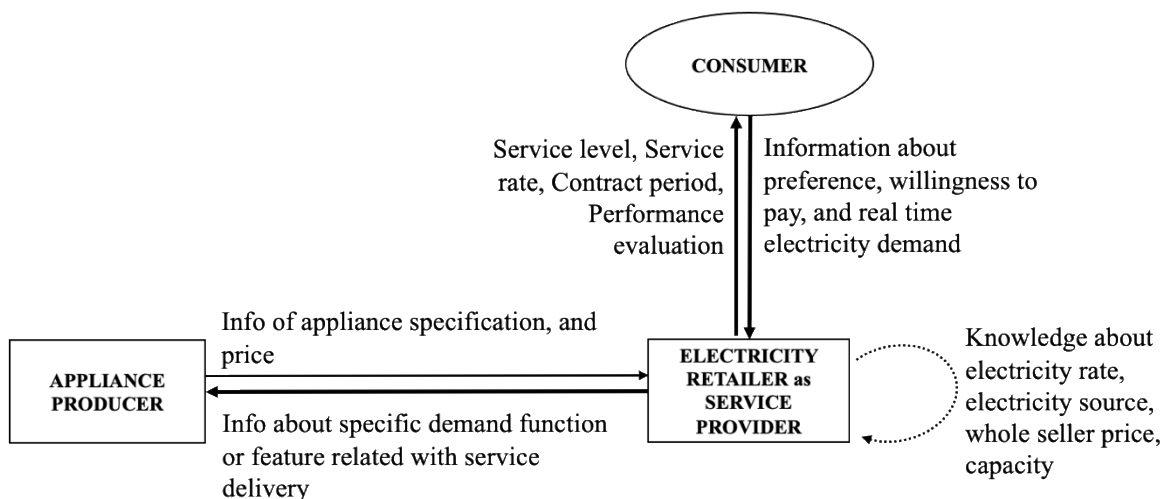 CONSUMER
Service level, Service
rate, Contract period,
Performance
evaluation
Information about
preference, willingness to
pay, and real time
electricity demand
Info of appliance specification, and
price
APPLIANCE
PRODUCER
ELECTRICITY
RETAILER as
SERVICE
PROVIDER
Knowledge about
electricity rate,
electricity source,
whole seller price,
capacity
Info about specific demand function
or feature related with service
delivery